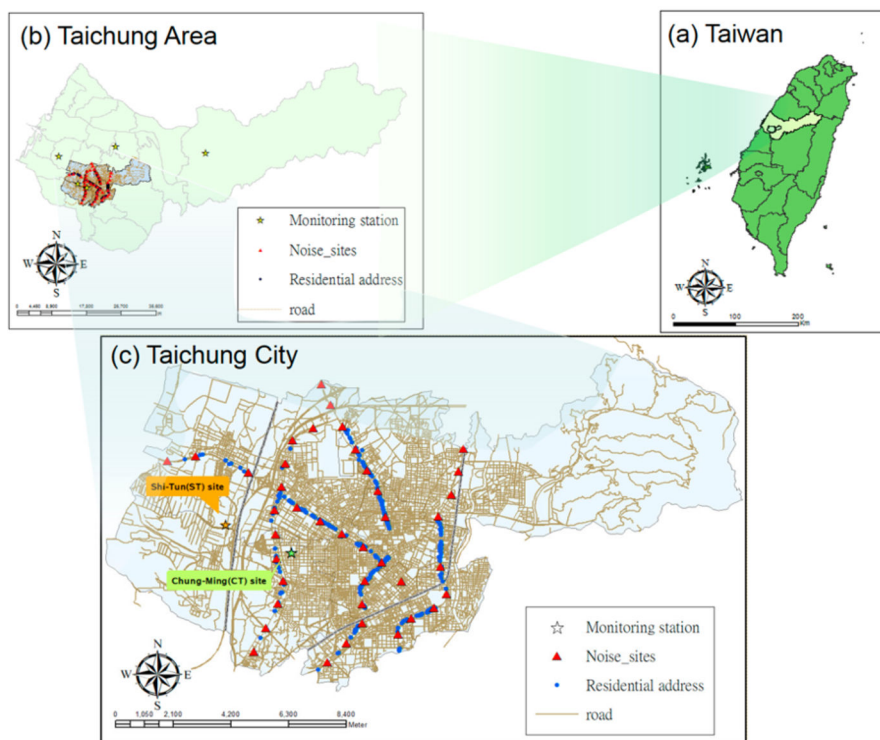 (b) Taichung Area
Monitoring station
Noise_sites
Residential address
road
N
W
E
S
(a) Taiwan
N
W
E
S
0
100
200
Km
(c) Taichung City
Shi-Tun(ST) site
Chung-Ming(CT) site
Monitoring station
Noise_sites
Residential address
road
N
W
E
S
0 1,050 2,100 4,200 6,300 8,400
Meter